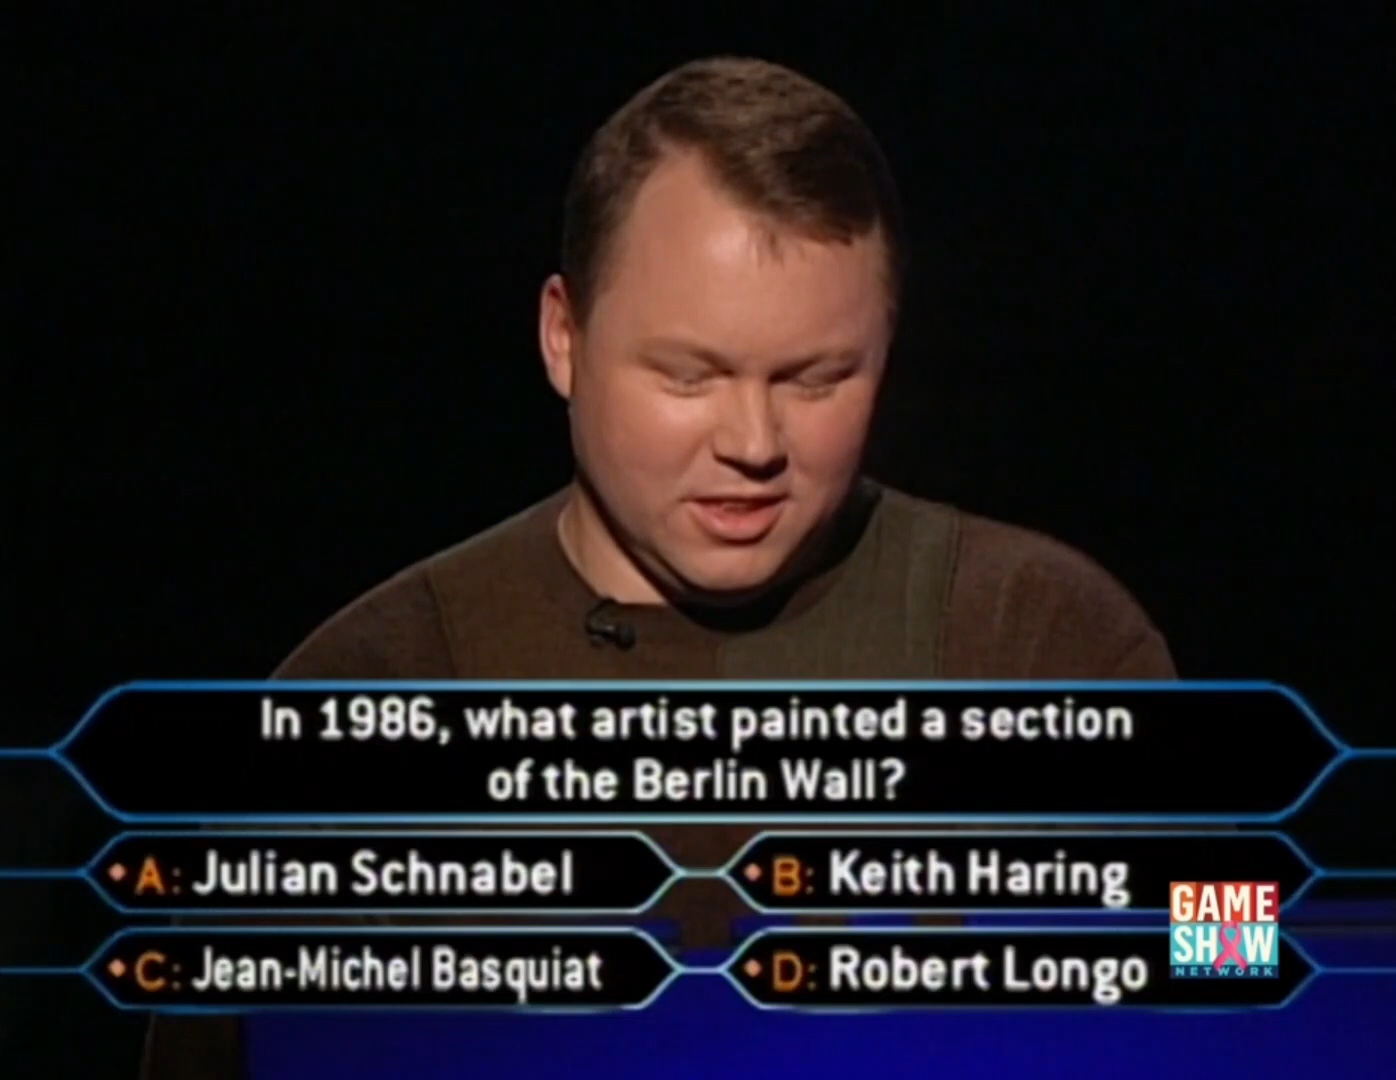 In 1986, what artist painted a section
of the Berlin Wall?
A: Julian Schnabel
B: Keith Haring
C: Jean-Michel Basquiat
D: Robert Longo
GAME
SHOW
NETWORK